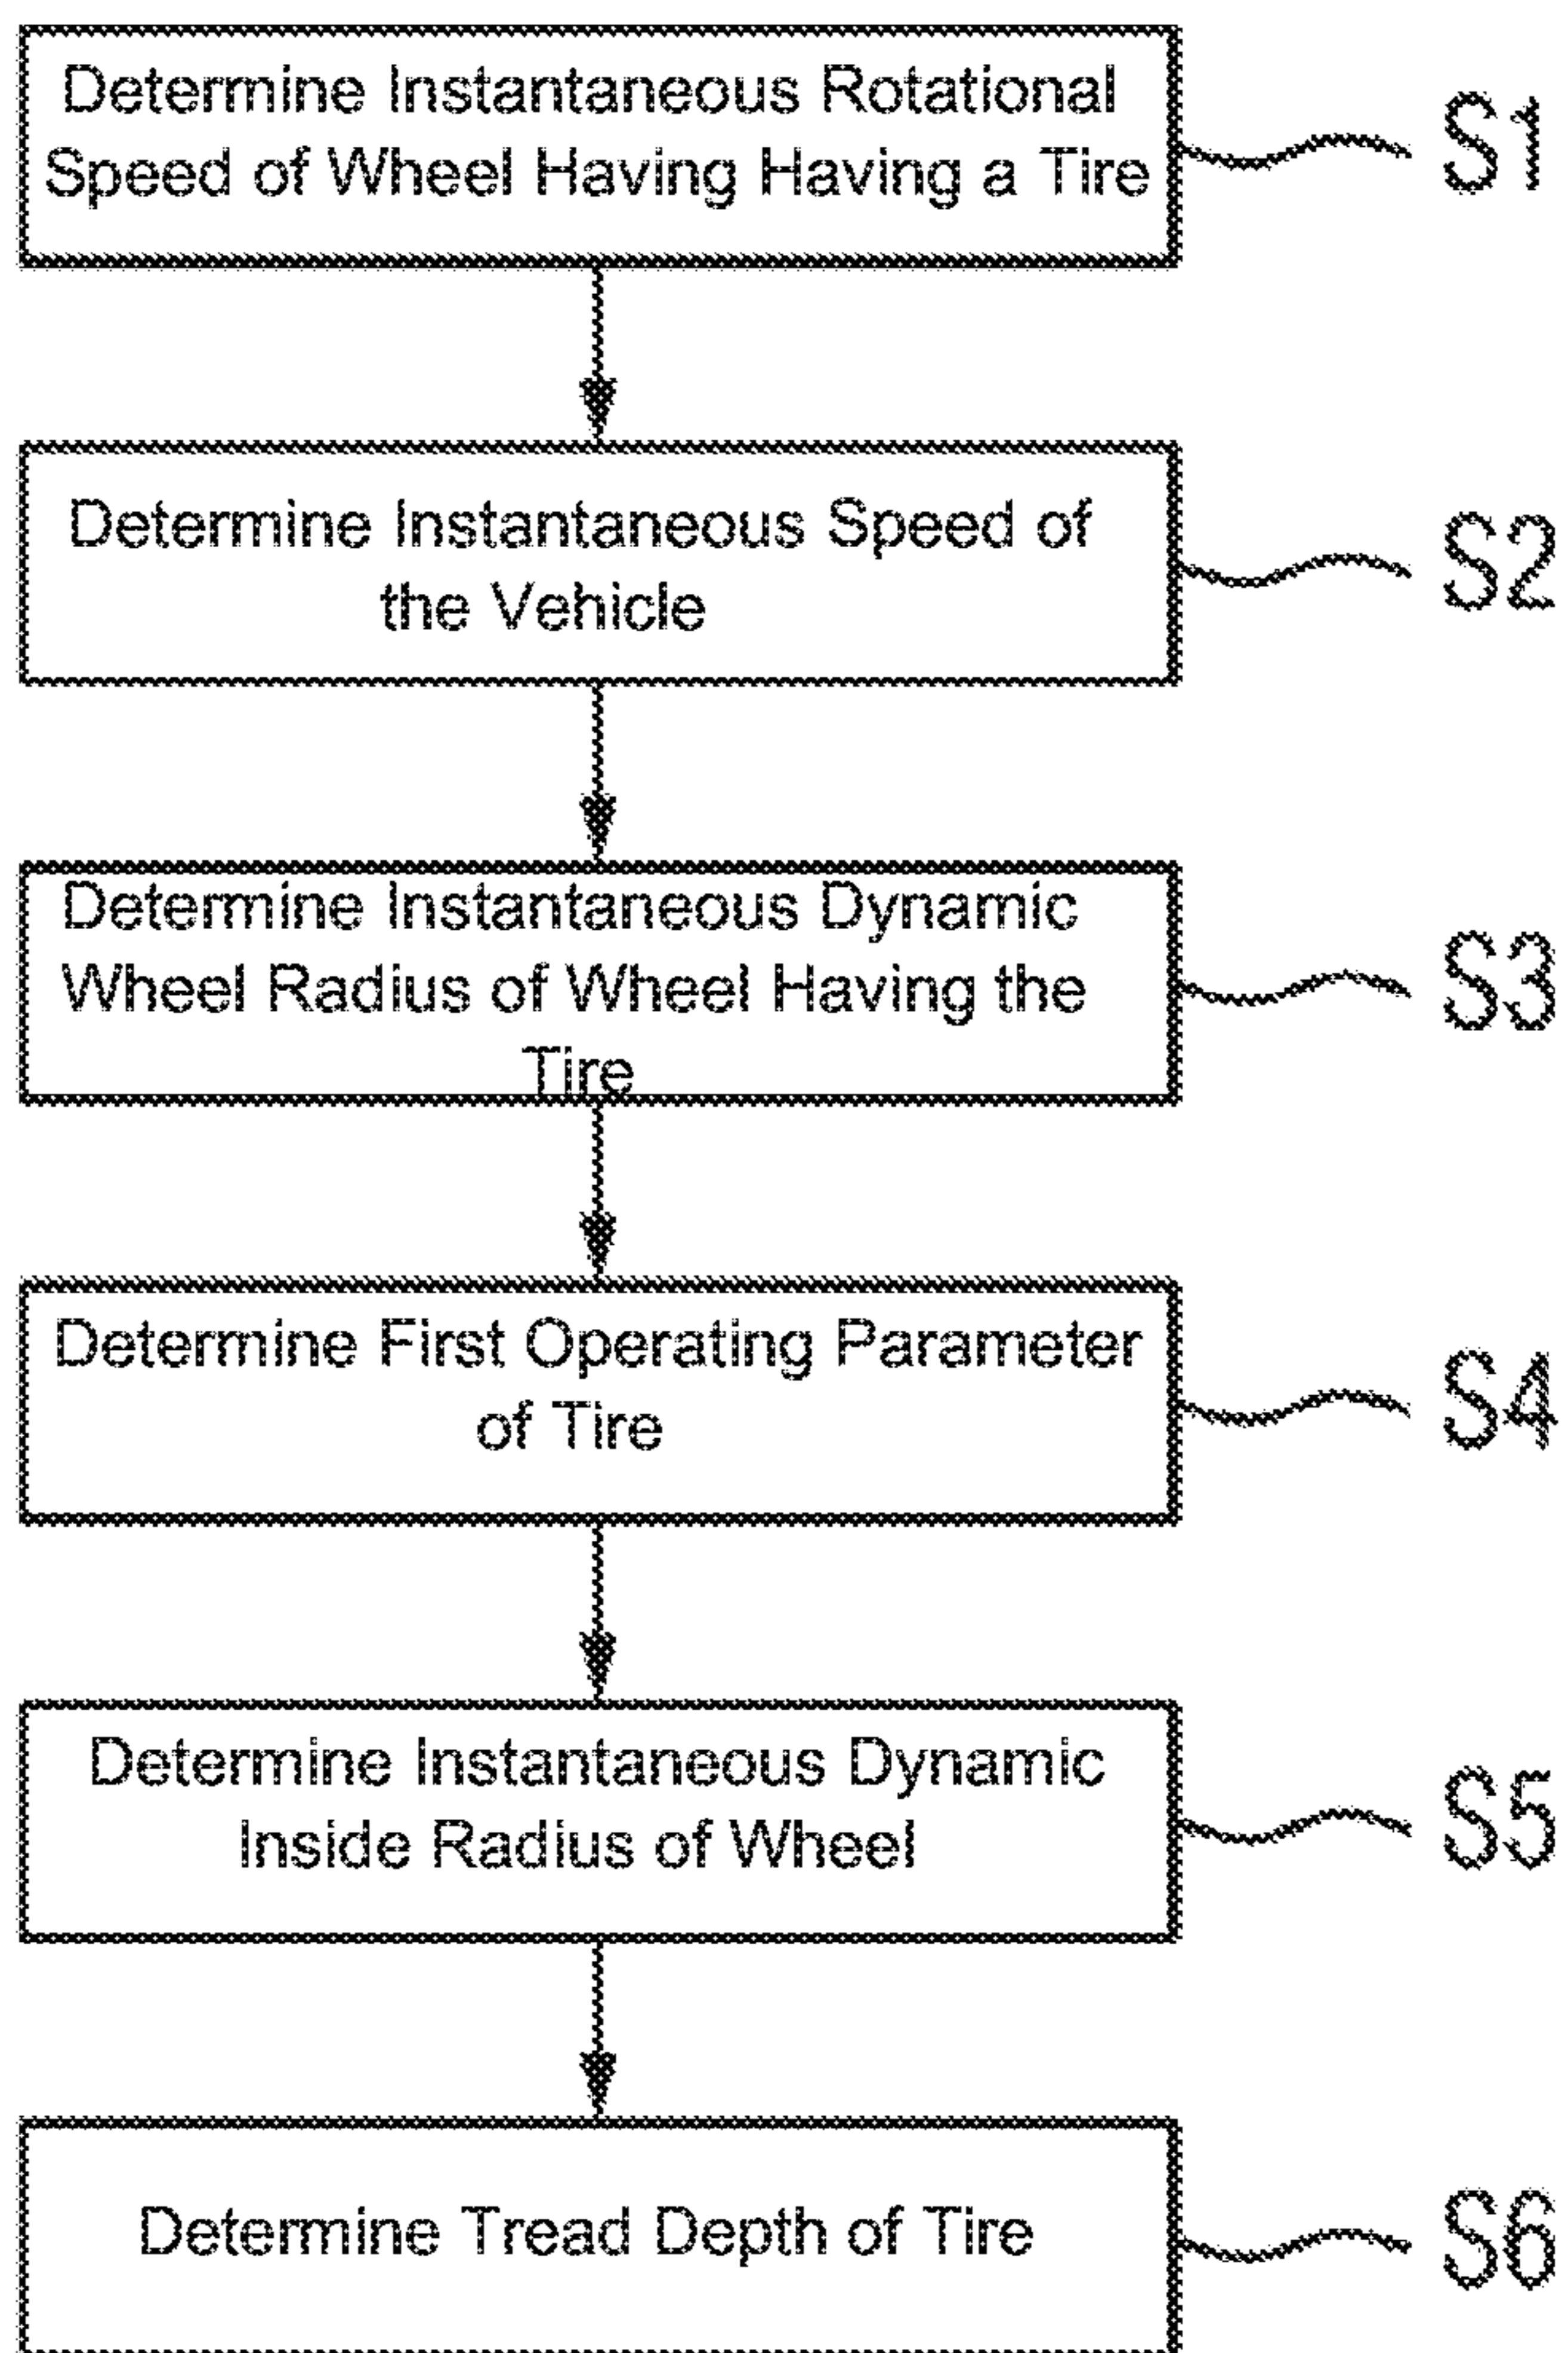 Determine Instantaneous Rotational
Speed of Wheel Having Having a Tire
S1
Determine Instantaneous Speed of
the Vehicle
S2
Determine Instantaneous Dynamic
Wheel Radius of Wheel Having the
Tire
S3
Determine First Operating Parameter
of Tire
S4
Determine Instantaneous Dynamic
Inside Radius of Wheel
S5
Determine Tread Depth of Tire
S6